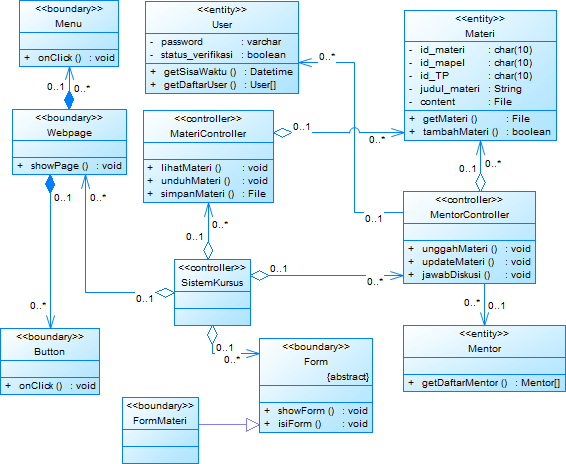 <<boundary>>
Menu
+ onClick () : void
<<entity>>
User
- password : varchar
- status_verifikasi : boolean
+ getSisaWaktu () : Datetime
+ getDaftarUser () : User[]
<<entity>>
Materi
- id_materi : char(10)
- id_mapel : char(10)
- id_TP : char(10)
- judul_materi : String
- content : File
+ getMateri () : File
+ tambahMateri () : boolean
0..1
0..*
0..*
<<boundary>>
Webpage
+ showPage () : void
<<controller>>
MateriController
+ lihatMateri () : void
+ unduhMateri () : void
+ simpanMateri () : File
0..1
0..*
0..*
0..1
<<controller>>
MentorController
+ unggahMateri () : void
+ updateMateri () : void
+ jawabDiskusi () : void
0..1
0..1
0..*
0..*
0..1
<<controller>>
SistemKursus
0..1
0..*
0..1
0..*
0..*
0..1
<<boundary>>
Button
+ onClick () : void
0..1
0..*
<<boundary>>
Form
{abstract}
+ showForm () : void
+ isiForm () : void
<<entity>>
Mentor
+ getDaftarMentor () : Mentor[]
<<boundary>>
FormMateri